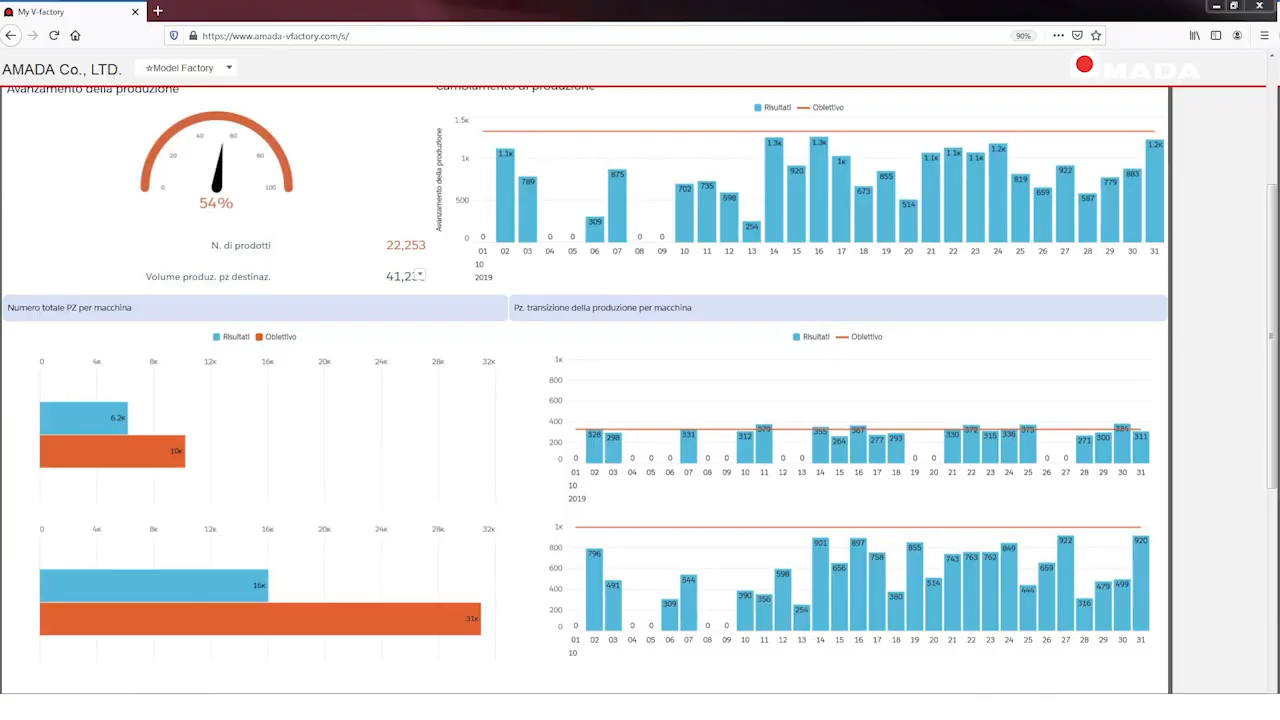 My V-factory
https://www.amada-vfactory.com/s/
90%
AMADA Co., LTD.
☆Model Factory
MADA
Avanzamento della produzione
Cambiamento di produzione
40 60
20 80
0 100
54%
N. di prodotti 22,253
Volume produz. pz destinaz.
Risultati Obiettivo
Avanzamento della produzione
1.5K
1K
500
0
0 1.1K 789 0 0 309 875 0 0 702 735 598 254 1.3K 920 1.3K 1K 673 855 514 1.1K 1.1K 1.1K 1.2K 819 659 922 587 779 883 1.2K
01 02 03 04 05 06 07 08 09 10 11 12 13 14 15 16 17 18 19 20 21 22 23 24 25 26 27 28 29 30 31
10
2019
Numero totale PZ per macchina
Pz. transizione della produzione per macchina
Risultati Obiettivo
0 4K 8K 12K 16K 20K 24K 28K 32K
6.2K
10K
0 4K 8K 12K 16K 20K 24K 28K 32K
16K
31K
Risultati Obiettivo
1K
800
600
400
200
0
0 328 298 0 0 0 331 0 0 312 379 0 0 355 264 367 277 293 0 0 330 372 315 336 375 0 0 271 300 384 311
01 02 03 04 05 06 07 08 09 10 11 12 13 14 15 16 17 18 19 20 21 22 23 24 25 26 27 28 29 30 31
10
2019
1K
800
600
400
200
0
0 796 491 0 0 309 544 0 0 390 356 598 254 901 656 897 758 380 855 514 743 763 762 849 444 659 922 316 479 499 920
01 02 03 04 05 06 07 08 09 10 11 12 13 14 15 16 17 18 19 20 21 22 23 24 25 26 27 28 29 30 31
10